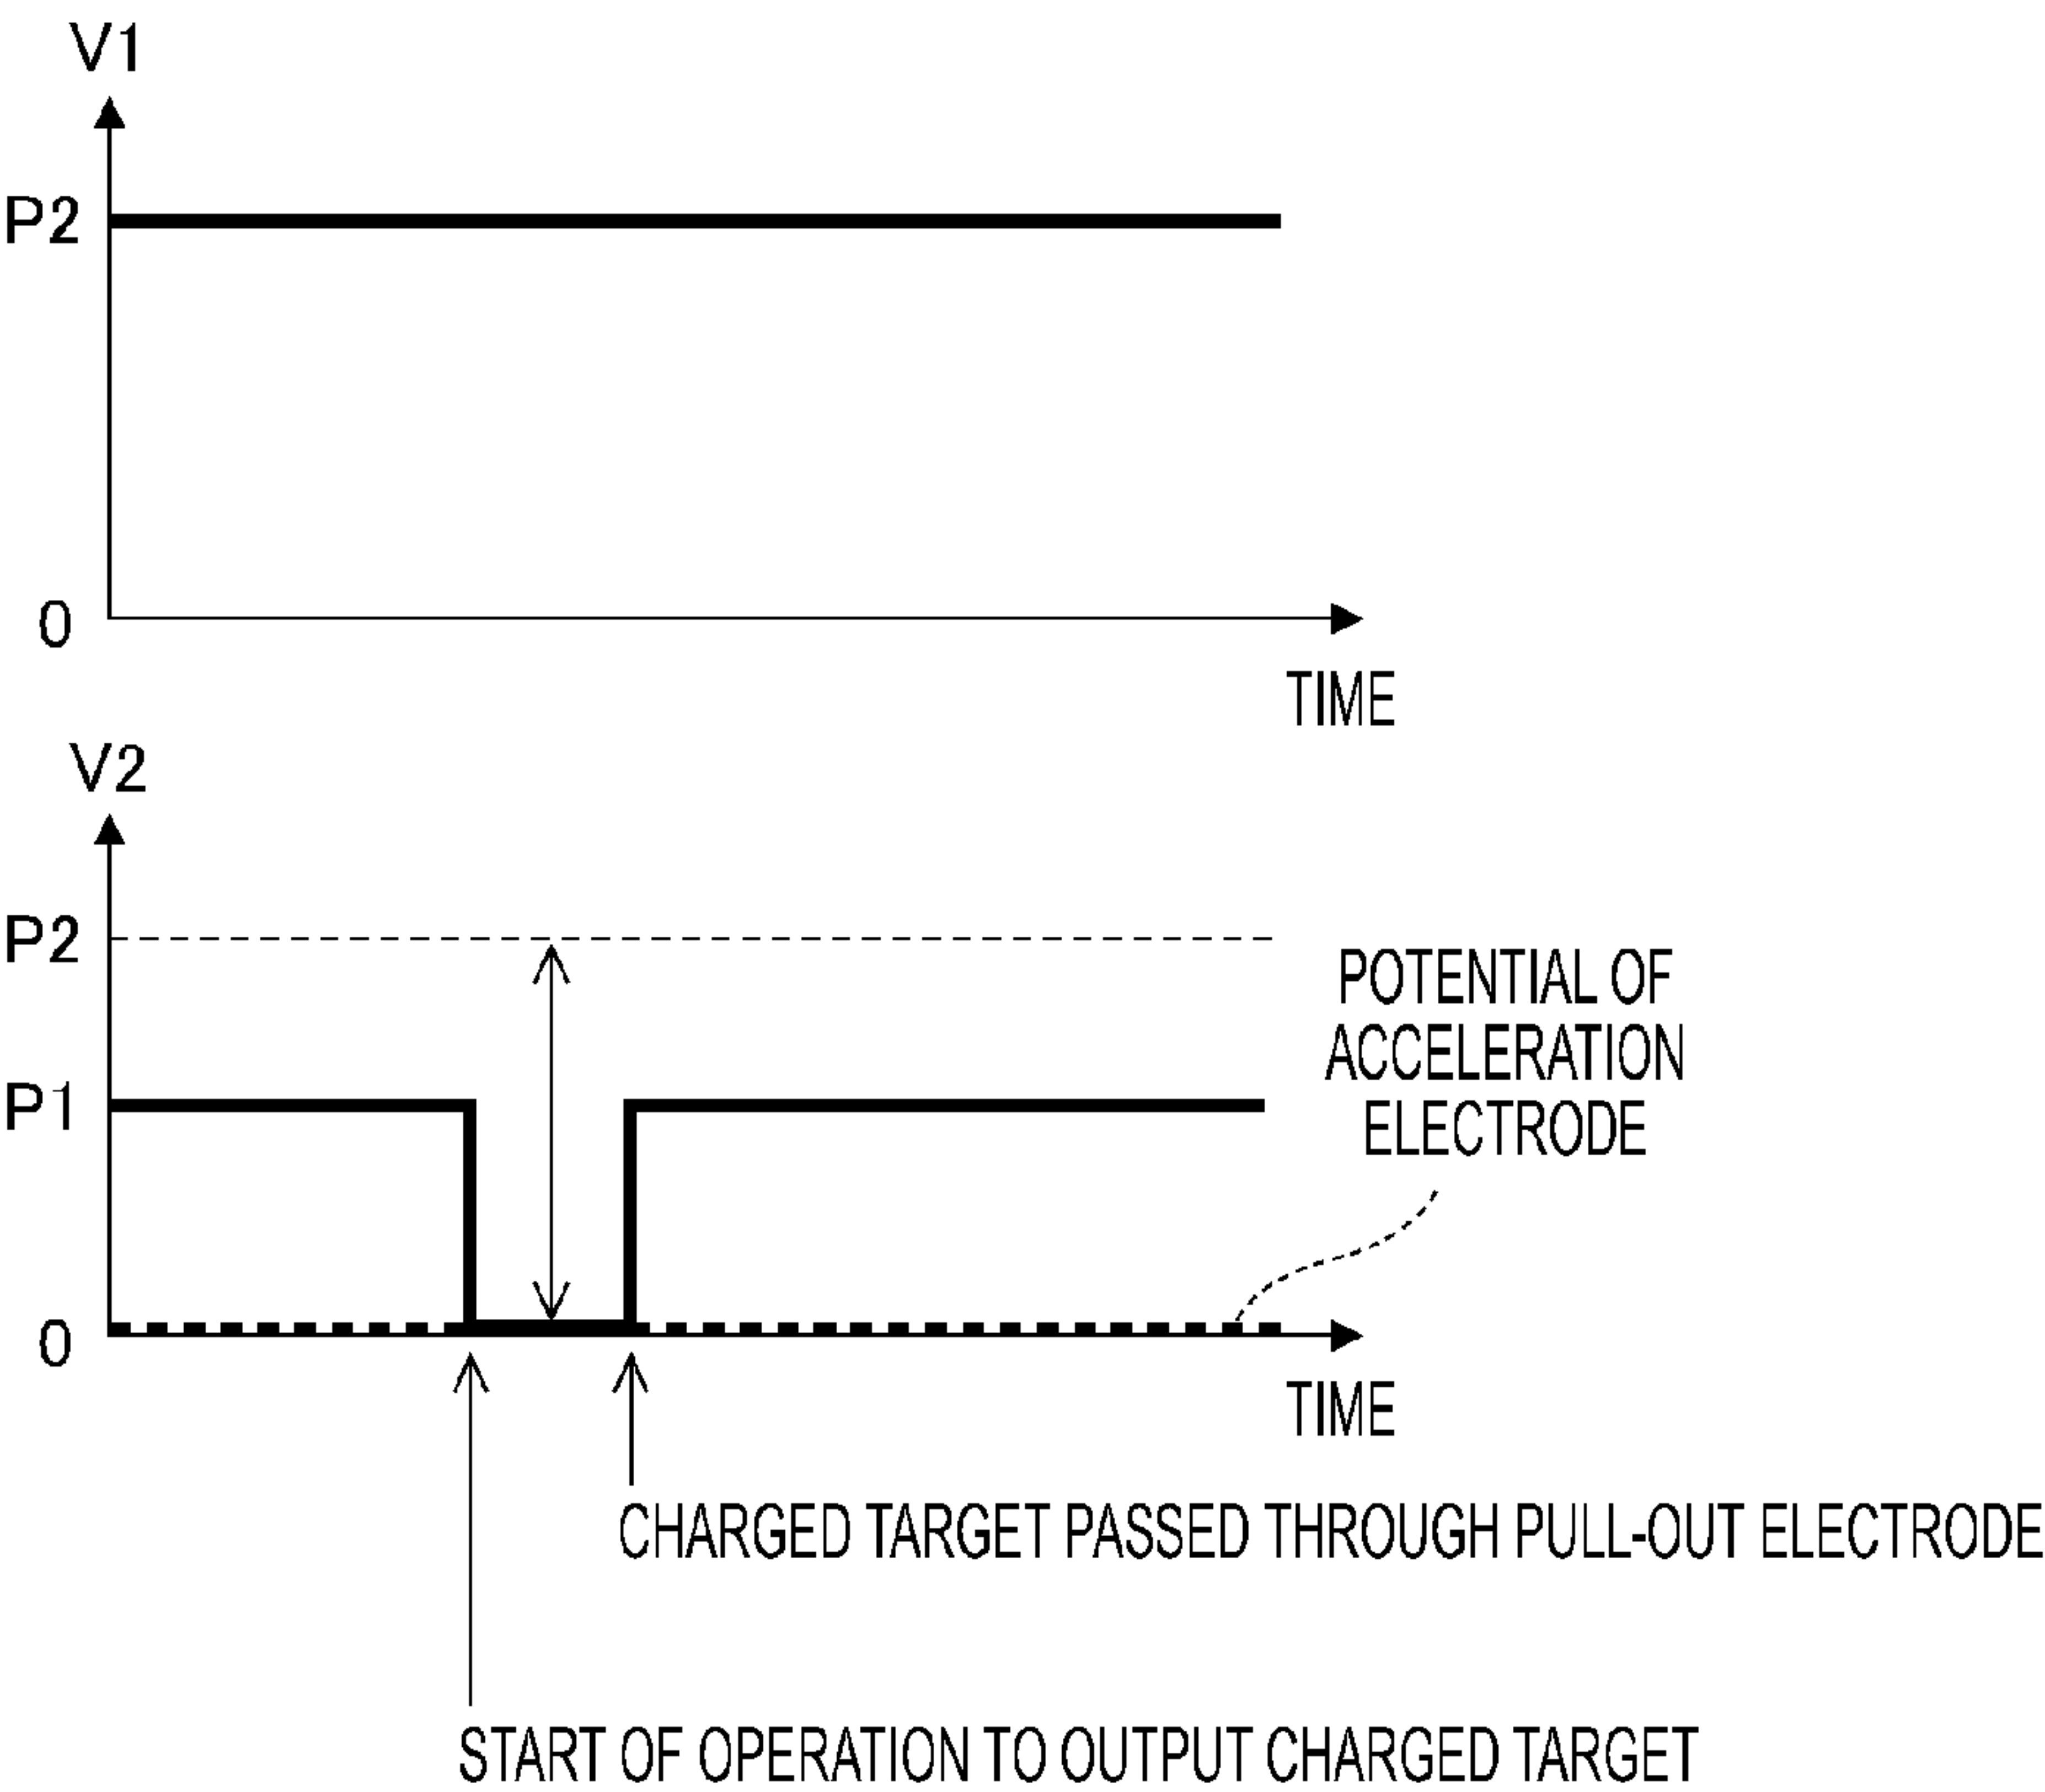 V1
P2
0
TIME
V2
P2
P1
0
POTENTIAL OF
ACCELERATION
ELECTRODE
TIME
CHARGED TARGET PASSED THROUGH PULL-OUT ELECTRODE
START OF OPERATION TO OUTPUT CHARGED TARGET